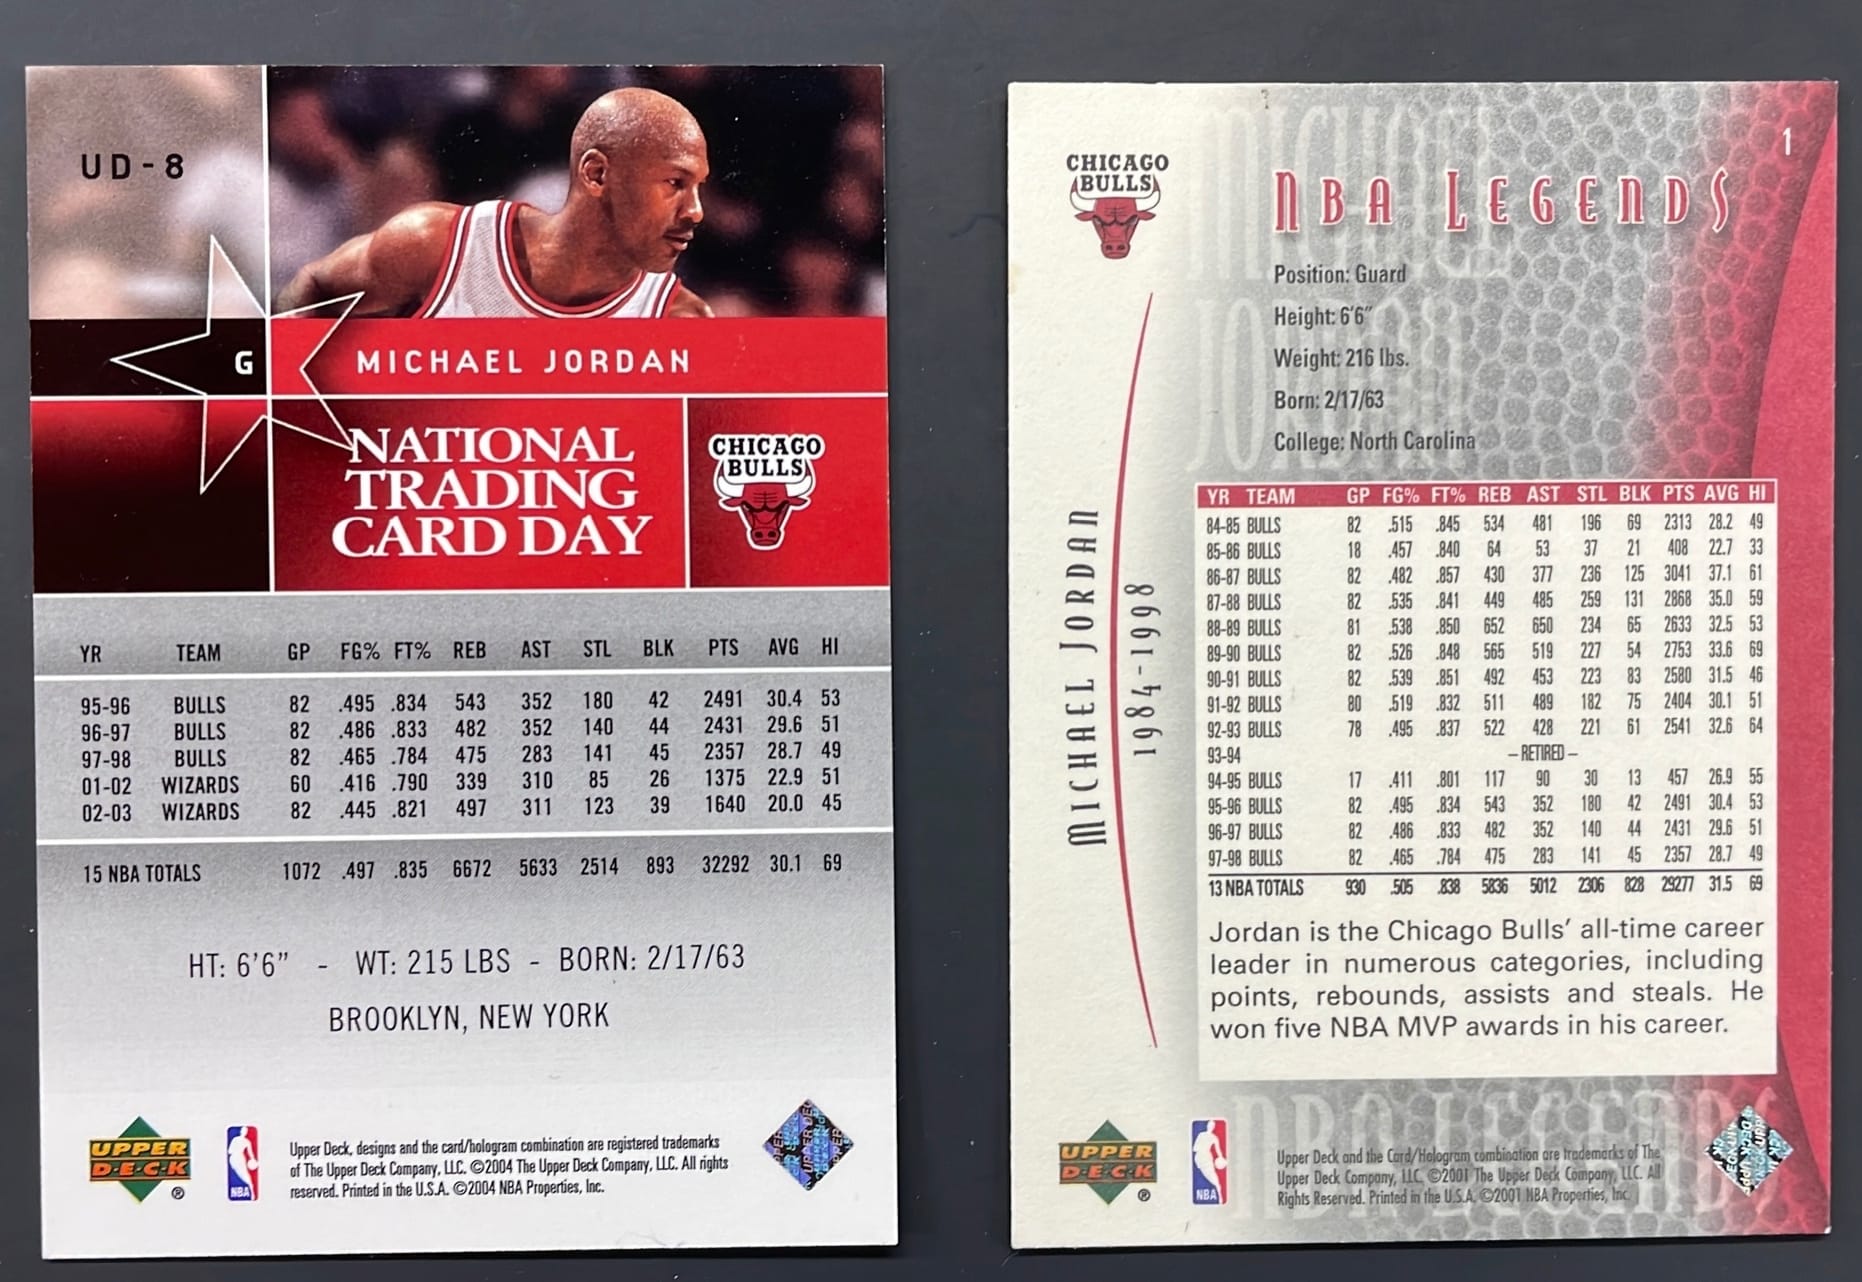 UD-8
G
MICHAEL JORDAN
NATIONAL
TRADING
CARD DAY
CHICAGO
BULLS
YR TEAM GP FG% FT% REB AST STL BLK PTS AVG HI
95-96 BULLS 82 .495 .834 543 352 180 42 2491 30.4 53
96-97 BULLS 82 .486 .833 482 352 140 44 2431 29.6 51
97-98 BULLS 82 .465 .784 475 283 141 45 2357 28.7 49
01-02 WIZARDS 60 .416 .790 339 310 85 26 1375 22.9 51
02-03 WIZARDS 82 .445 .821 497 311 123 39 1640 20.0 45
15 NBA TOTALS 1072 .497 .835 6672 5633 2514 893 32292 30.1 69
HT: 6'6" - WT: 215 LBS - BORN: 2/17/63
BROOKLYN, NEW YORK
UPPER
D·E·C·K
®
NBA
Upper Deck, designs and the card/hologram combination are registered trademarks
of The Upper Deck Company, LLC. ©2004 The Upper Deck Company, LLC. All rights
reserved. Printed in the U.S.A. ©2004 NBA Properties, Inc.
UPPER DECK
1
CHICAGO
BULLS
NBA LEGENDS
MICHAEL
JORDAN
Position: Guard
Height: 6'6"
Weight: 216 lbs.
Born: 2/17/63
College: North Carolina
MICHAEL JORDAN
1984-1998
YR TEAM GP FG% FT% REB AST STL BLK PTS AVG HI
84-85 BULLS 82 .515 .845 534 481 196 69 2313 28.2 49
85-86 BULLS 18 .457 .840 64 53 37 21 408 22.7 33
86-87 BULLS 82 .482 .857 430 377 236 125 3041 37.1 61
87-88 BULLS 82 .535 .841 449 485 259 131 2868 35.0 59
88-89 BULLS 81 .538 .850 652 650 234 65 2633 32.5 53
89-90 BULLS 82 .526 .848 565 519 227 54 2753 33.6 69
90-91 BULLS 82 .539 .851 492 453 223 83 2580 31.5 46
91-92 BULLS 80 .519 .832 511 489 182 75 2404 30.1 51
92-93 BULLS 78 .495 .837 522 428 221 61 2541 32.6 64
93-94 – RETIRED –
94-95 BULLS 17 .411 .801 117 90 30 13 457 26.9 55
95-96 BULLS 82 .495 .834 543 352 180 42 2491 30.4 53
96-97 BULLS 82 .486 .833 482 352 140 44 2431 29.6 51
97-98 BULLS 82 .465 .784 475 283 141 45 2357 28.7 49
13 NBA TOTALS 930 .505 .838 5836 5012 2306 828 29277 31.5 69
Jordan is the Chicago Bulls' all-time career
leader in numerous categories, including
points, rebounds, assists and steals. He
won five NBA MVP awards in his career.
NBA LEGENDS
UPPER
D·E·C·K
®
NBA
Upper Deck and the Card/Hologram combination are trademarks of The
Upper Deck Company, LLC. ©2001 The Upper Deck Company, LLC. All
Rights Reserved. Printed in the U.S.A. ©2001 NBA Properties, Inc.